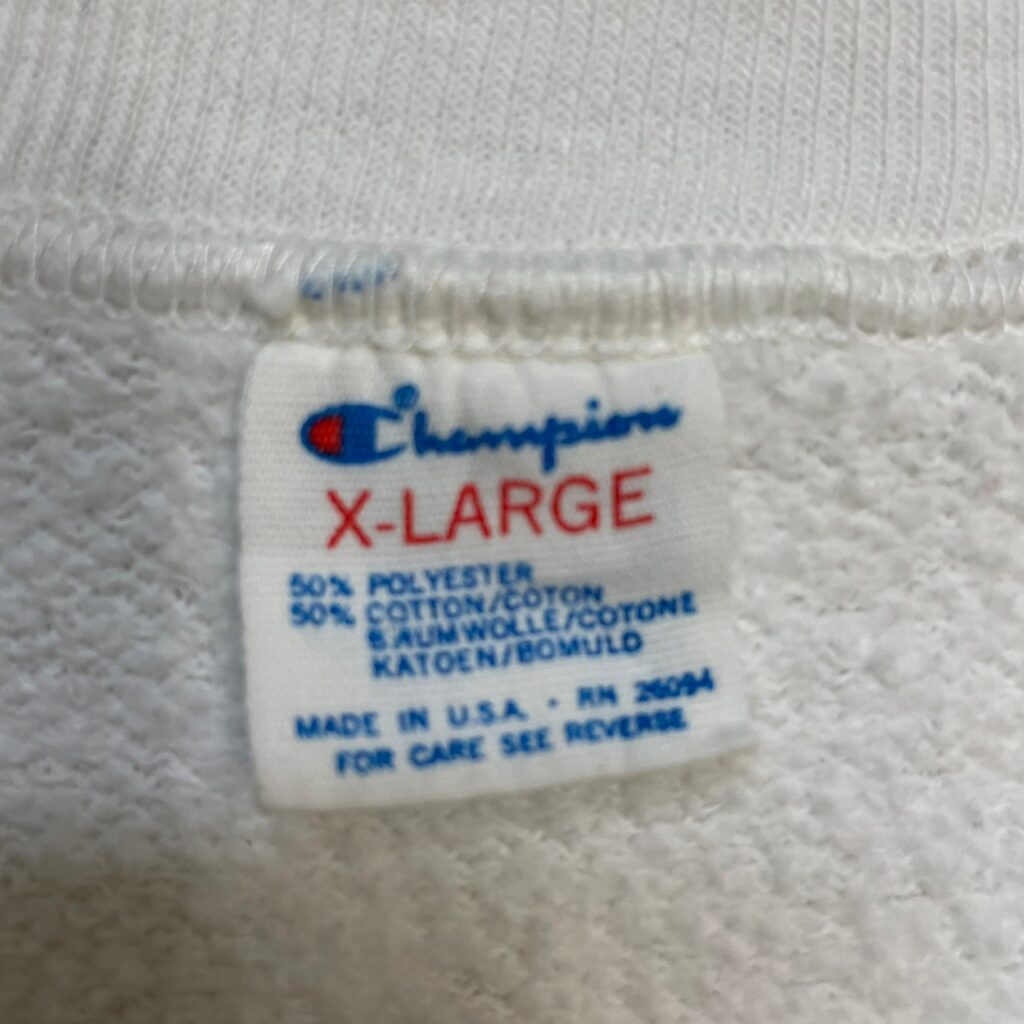 Champion®
X-LARGE
50% POLYESTER
50% COTTON/COTON
BAUMWOLLE/COTONE
KATOEN/BOMULD
MADE IN U.S.A. • RN 26094
FOR CARE SEE REVERSE